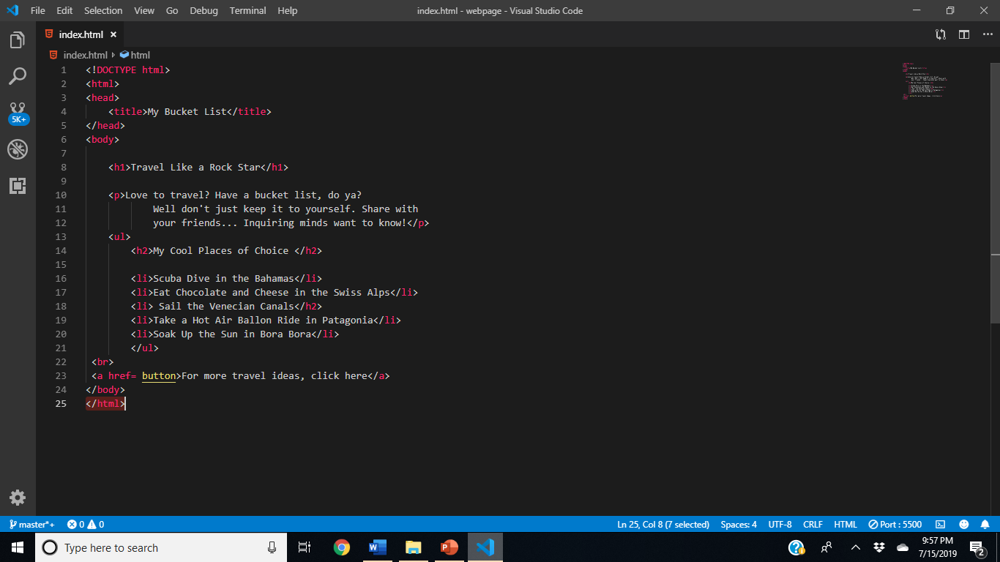 File Edit Selection View Go Debug Terminal Help index.html - webpage - Visual Studio Code
index.html ×
index.html html
1 <!DOCTYPE html>
2 <html>
3 <head>
4 <title>My Bucket List</title>
5 </head>
6 <body>
7
8 <h1>Travel Like a Rock Star</h1>
9
10 <p>Love to travel? Have a bucket list, do ya?
11 Well don't just keep it to yourself. Share with
12 your friends... Inquiring minds want to know!</p>
13 <ul>
14 <h2>My Cool Places of Choice </h2>
15
16 <li>Scuba Dive in the Bahamas</li>
17 <li>Eat Chocolate and Cheese in the Swiss Alps</li>
18 <li> Sail the Venecian Canals</h2>
19 <li>Take a Hot Air Ballon Ride in Patagonia</li>
20 <li>Soak Up the Sun in Bora Bora</li>
21 </ul>
22 <br>
23 <a href= button>For more travel ideas, click here</a>
24 </body>
25 </html>
5K+
master*+ 0 0 Ln 25, Col 8 (7 selected) Spaces: 4 UTF-8 CRLF HTML Port : 5500
Type here to search
9:57 PM
7/15/2019
2